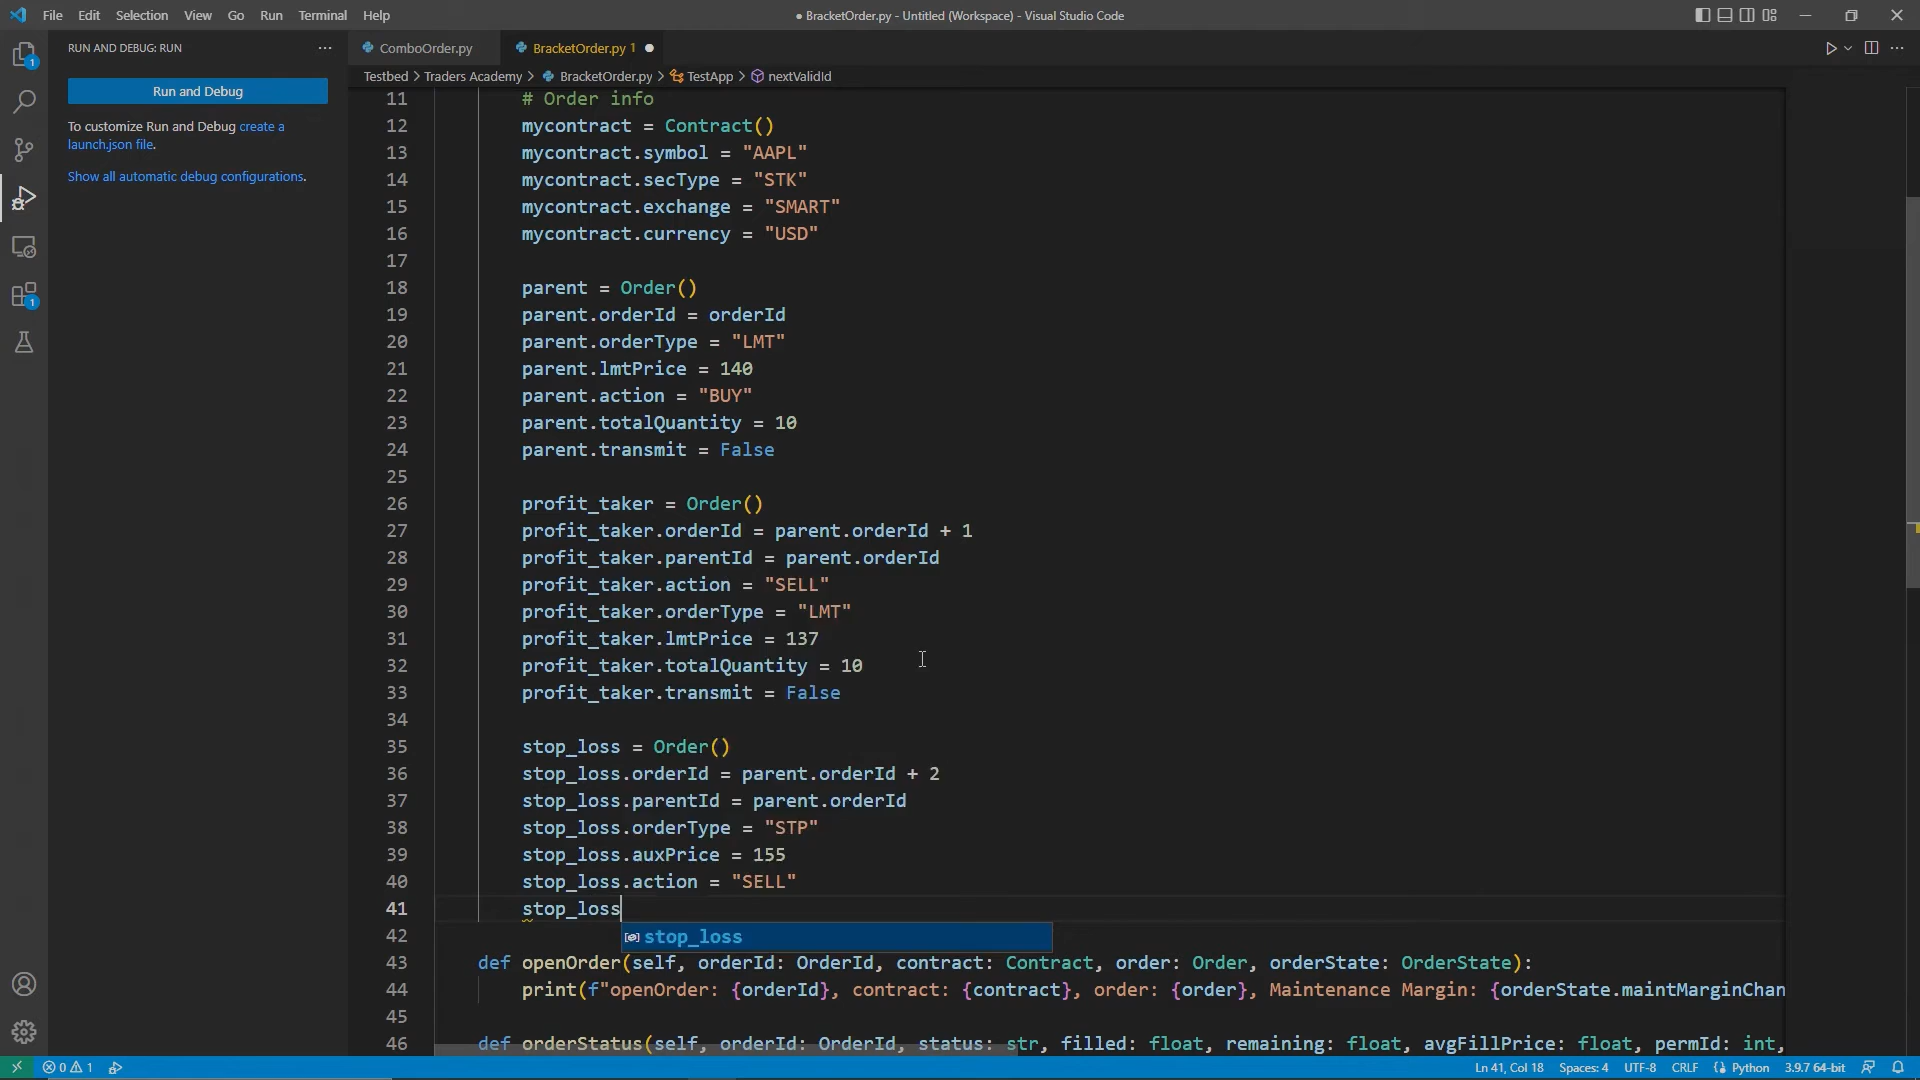 File Edit Selection View Go Run Terminal Help
● BracketOrder.py - Untitled (Workspace) - Visual Studio Code
RUN AND DEBUG: RUN
ComboOrder.py
BracketOrder.py 1
Testbed > Traders Academy > BracketOrder.py > TestApp > nextValidId
Run and Debug
To customize Run and Debug create a
launch.json file.
Show all automatic debug configurations.
1
1
11 # Order info
12 mycontract = Contract()
13 mycontract.symbol = "AAPL"
14 mycontract.secType = "STK"
15 mycontract.exchange = "SMART"
16 mycontract.currency = "USD"
17
18 parent = Order()
19 parent.orderId = orderId
20 parent.orderType = "LMT"
21 parent.lmtPrice = 140
22 parent.action = "BUY"
23 parent.totalQuantity = 10
24 parent.transmit = False
25
26 profit_taker = Order()
27 profit_taker.orderId = parent.orderId + 1
28 profit_taker.parentId = parent.orderId
29 profit_taker.action = "SELL"
30 profit_taker.orderType = "LMT"
31 profit_taker.lmtPrice = 137
32 profit_taker.totalQuantity = 10
33 profit_taker.transmit = False
34
35 stop_loss = Order()
36 stop_loss.orderId = parent.orderId + 2
37 stop_loss.parentId = parent.orderId
38 stop_loss.orderType = "STP"
39 stop_loss.auxPrice = 155
40 stop_loss.action = "SELL"
41 stop_loss
42 stop_loss
43 def openOrder(self, orderId: OrderId, contract: Contract, order: Order, orderState: OrderState):
44 print(f"openOrder: {orderId}, contract: {contract}, order: {order}, Maintenance Margin: {orderState.maintMarginChan
45
46 def orderStatus(self, orderId: OrderId, status: str, filled: float, remaining: float, avgFillPrice: float, permId: int,
0 1
Ln 41, Col 18 Spaces: 4 UTF-8 CRLF Python 3.9.7 64-bit